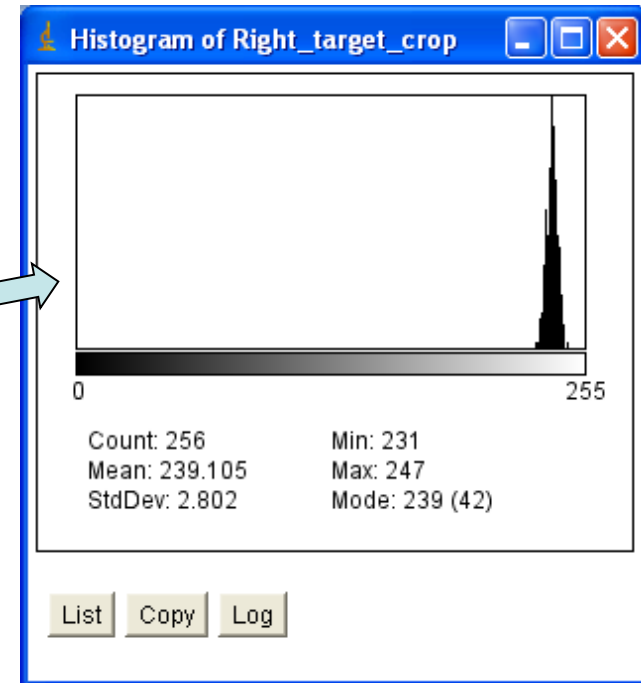 Histogram of Right_target_crop
0 255
Count: 256 Min: 231
Mean: 239.105 Max: 247
StdDev: 2.802 Mode: 239 (42)
List Copy Log